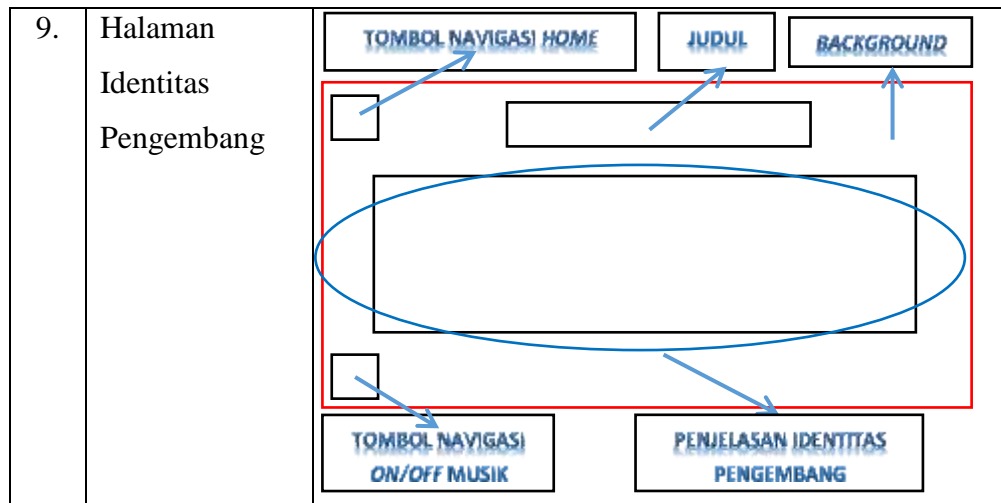 9.
Halaman
Identitas
Pengembang
TOMBOL NAVIGASI HOME
JUDUL
BACKGROUND
TOMBOL NAVIGASI
ON/OFF MUSIK
PENJELASAN IDENTITAS
PENGEMBANG